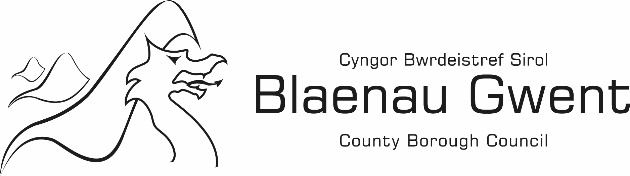 Cyngor Bwrdeistref Sirol
Blaenau Gwent
County Borough Council